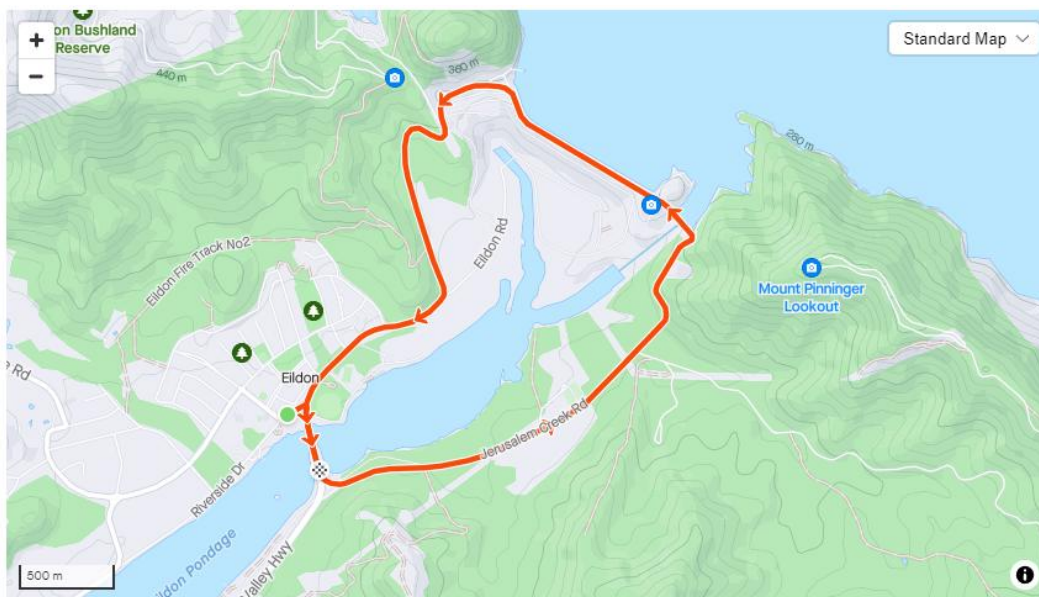 +
−
on Bushland
Reserve
440 m
360 m
Standard Map
280 m
Eildon Rd
Eildon Fire Track No2
Mount Pinninger
Lookout
e Rd
Eildon
Jerusalem Creek Rd
Riverside Dr
ildon Pondage
Valley Hwy
500 m
i